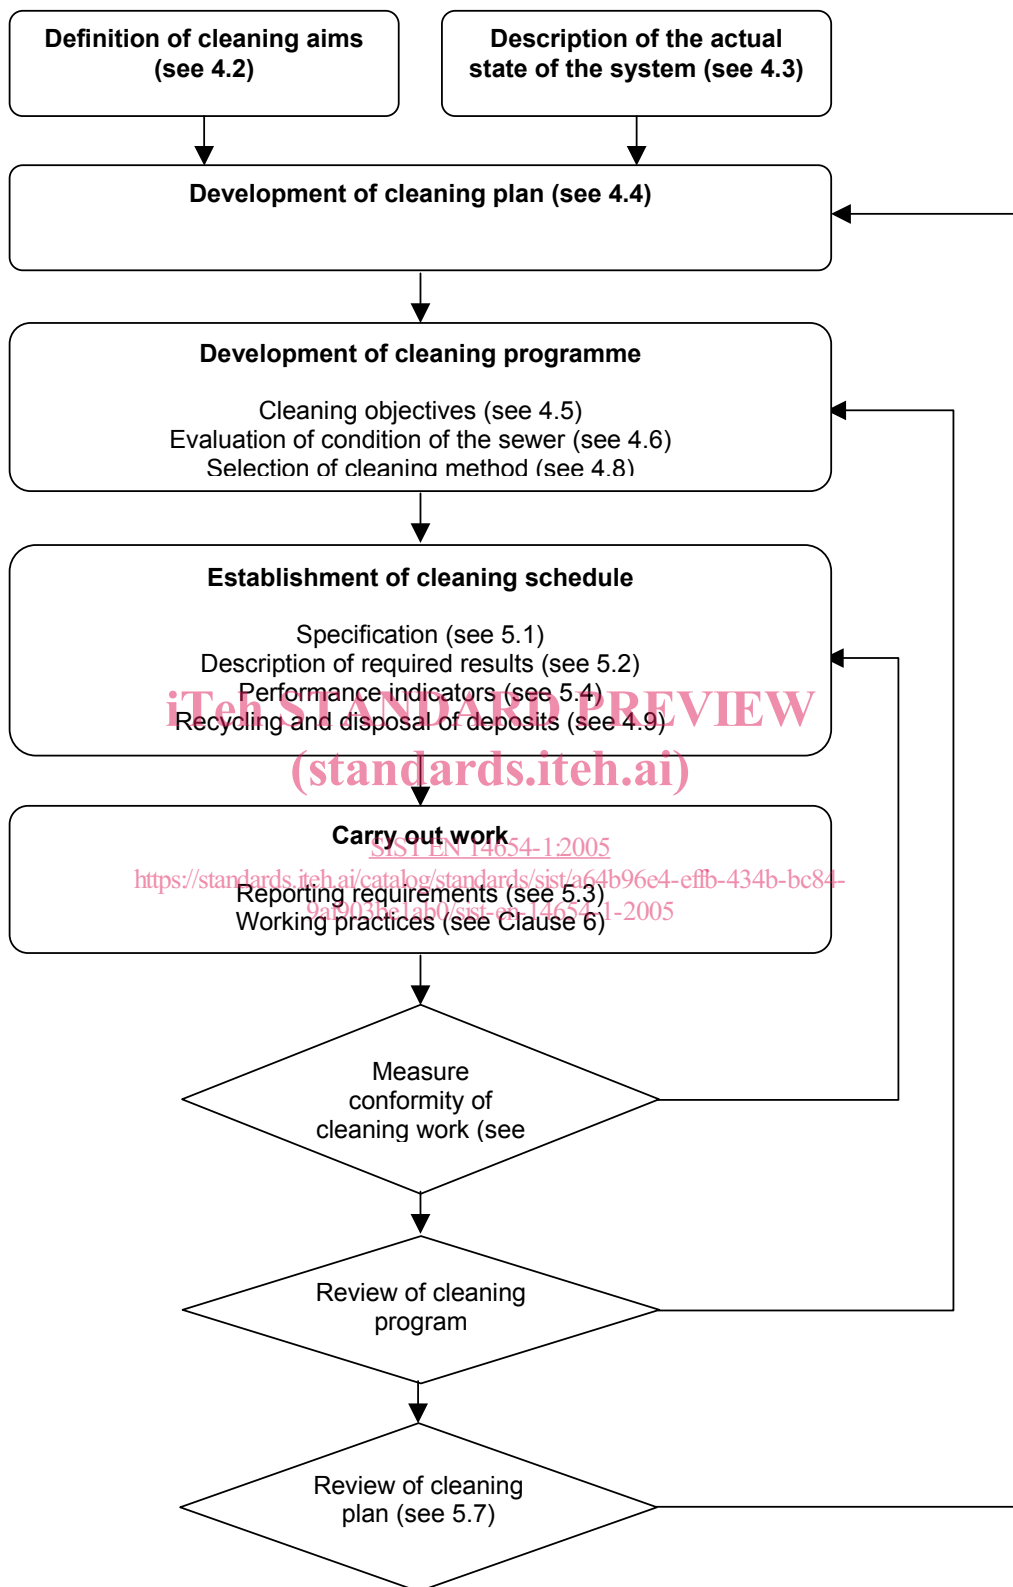 Definition of cleaning aims
(see 4.2)
Description of the actual
state of the system (see 4.3)
Development of cleaning plan (see 4.4)
Development of cleaning programme
Cleaning objectives (see 4.5)
Evaluation of condition of the sewer (see 4.6)
Selection of cleaning method (see 4.8)
Establishment of cleaning schedule
Specification (see 5.1)
Description of required results (see 5.2)
Performance indicators (see 5.4)
iTeh STANDARD PREVIEW
Recycling and disposal of deposits (see 4.9)
(standards.iteh.ai)
Carry out work
SIST EN 14654-1:2005
https://standards.iteh.ai/catalog/standards/sist/a64b96e4-effb-434b-bc84-
Reporting requirements (see 5.3)
9af903be1ab0/sist-en-14654-1-2005
Working practices (see Clause 6)
Measure
conformity of
cleaning work (see
Review of cleaning
program
Review of cleaning
plan (see 5.7)